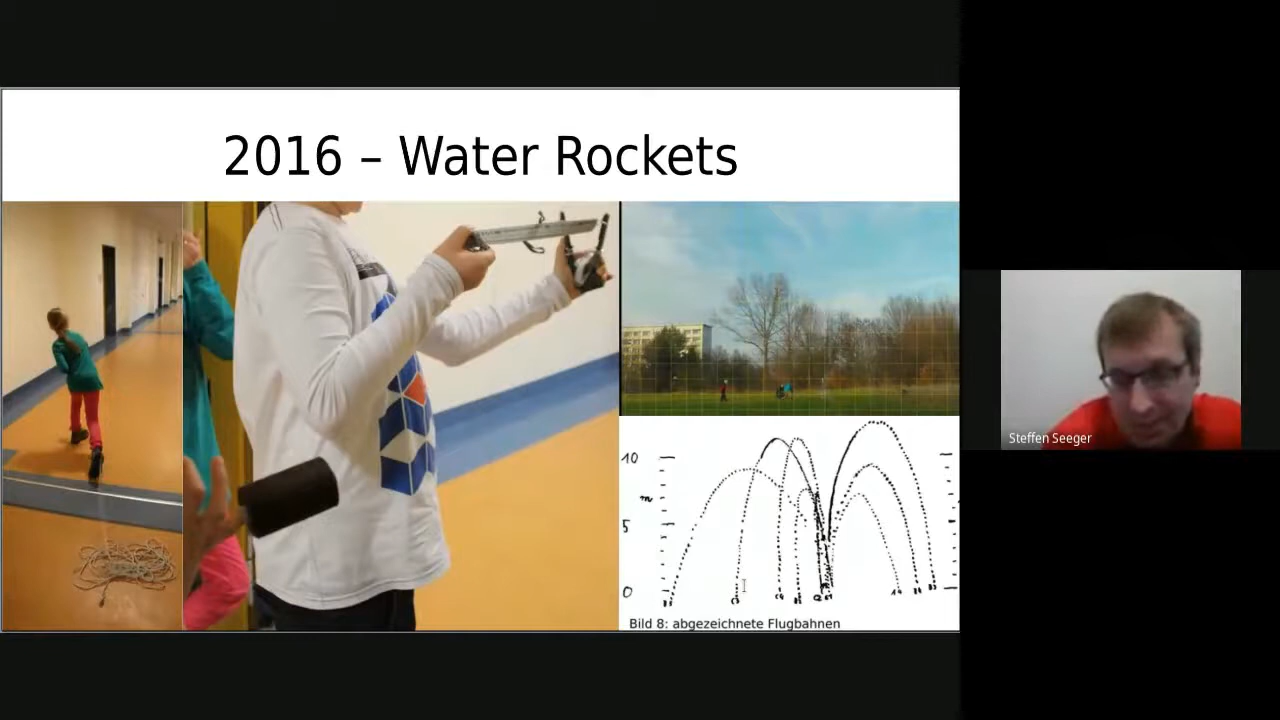 2016 – Water Rockets
10
m
5
0
Bild 8: abgezeichnete Flugbahnen
Steffen Seeger